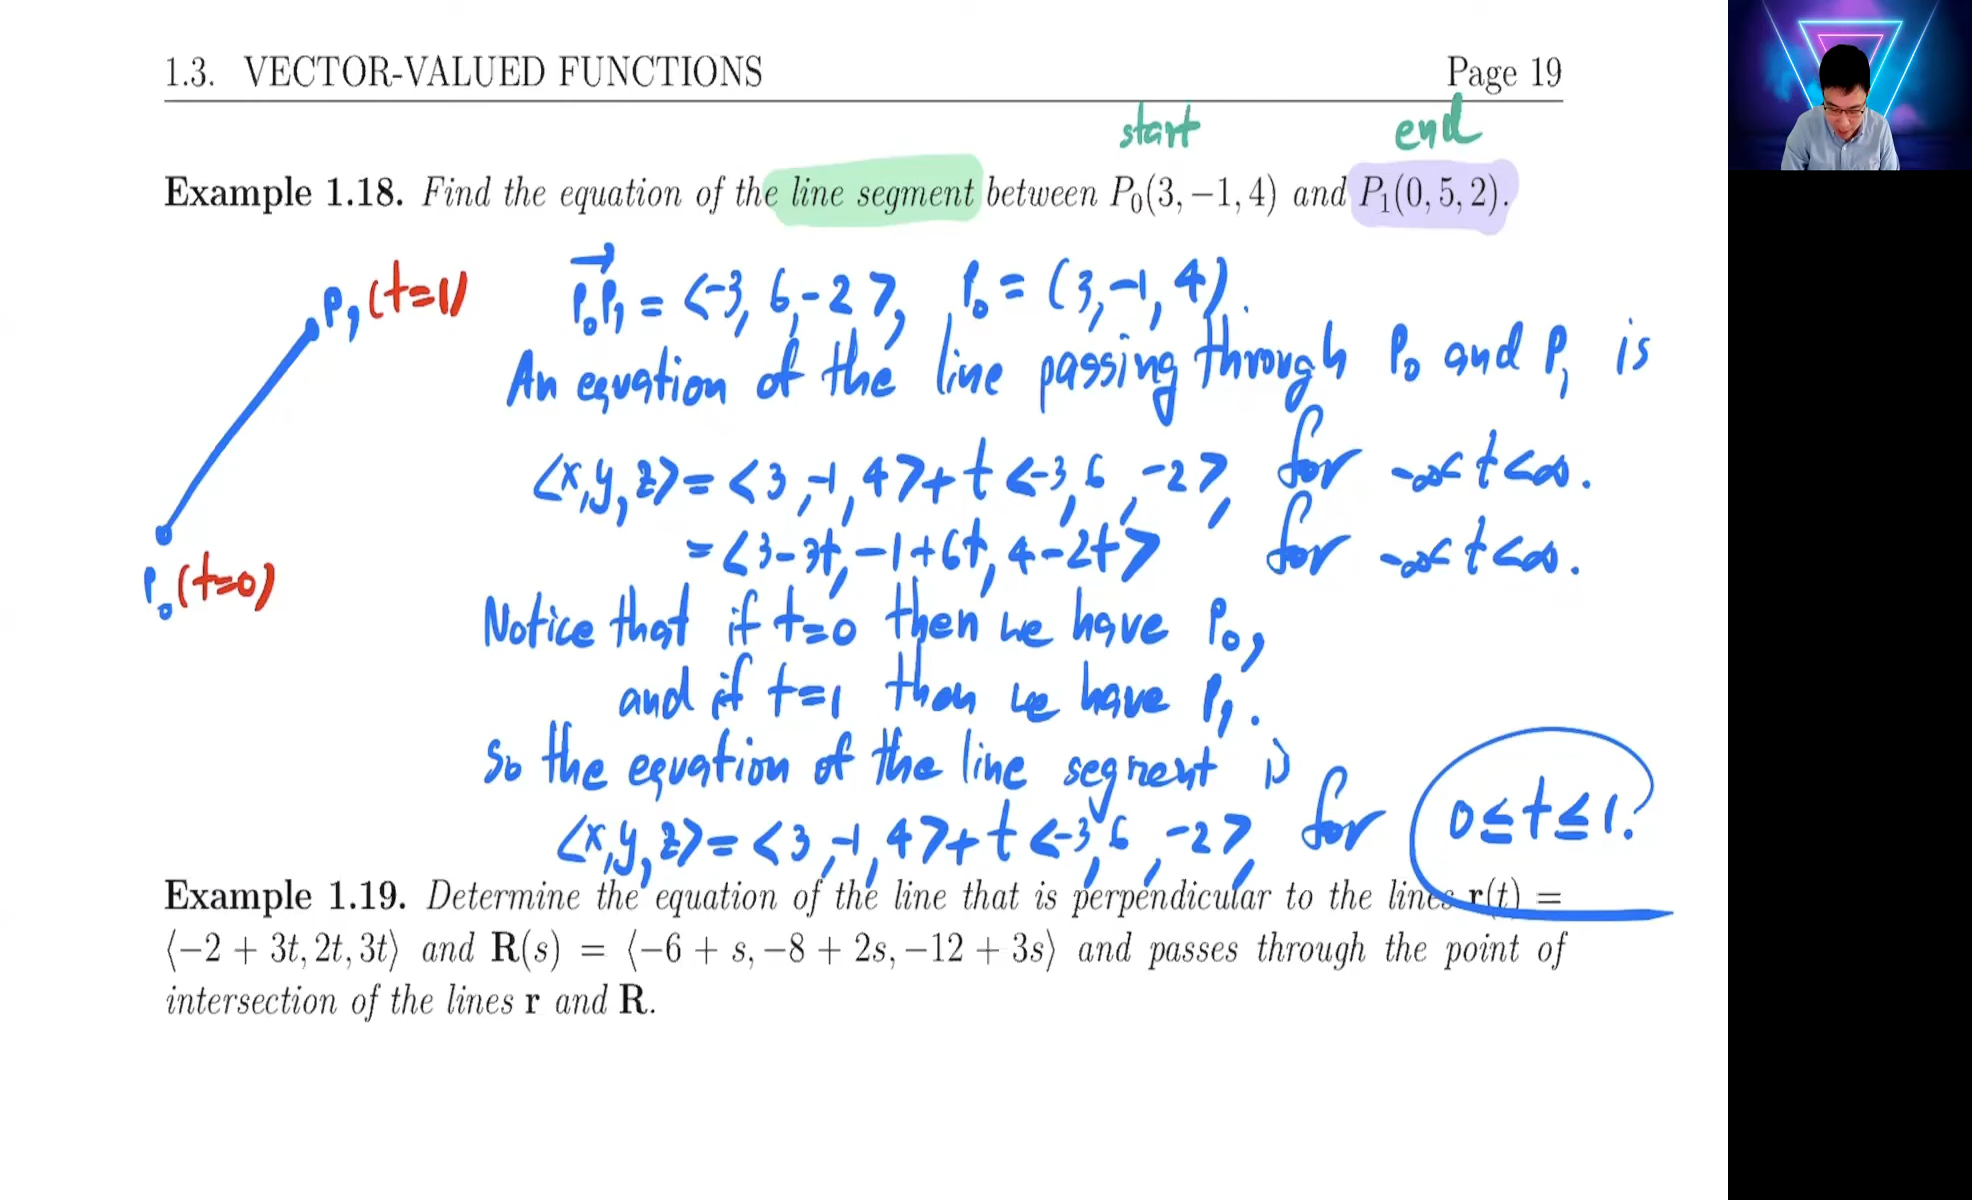 1.3. VECTOR-VALUED FUNCTIONS Page 19
start end
Example 1.18. Find the equation of the line segment between P₀(3, −1, 4) and P₁(0, 5, 2).
P₁ (t=1)
P₀ (t=0)
P₀P₁ = <-3, 6, -2>, P₀ = (3, -1, 4).
An equation of the line passing through P₀ and P₁ is
<x, y, z> = <3, -1, 4> + t <-3, 6, -2>, for -∞< t <∞.
= <3-3t, -1+6t, 4-2t> for -∞< t <∞.
Notice that if t=0 then we have P₀,
and if t=1 then we have P₁.
So the equation of the line segment is
<x, y, z> = <3, -1, 4> + t <-3, 6, -2>, for 0≤t≤1.
Example 1.19. Determine the equation of the line that is perpendicular to the lines r(t) =
⟨−2 + 3t, 2t, 3t⟩ and R(s) = ⟨−6 + s, −8 + 2s, −12 + 3s⟩ and passes through the point of
intersection of the lines r and R.